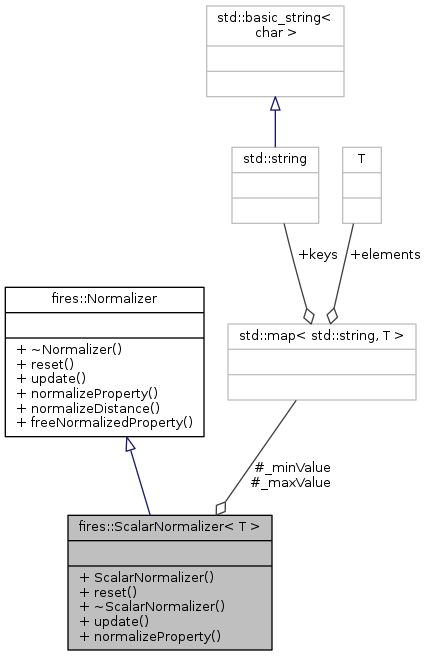 std::basic_string<
char >
std::string
T
+keys
+elements
fires::Normalizer
+ ~Normalizer()
+ reset()
+ update()
+ normalizeProperty()
+ normalizeDistance()
+ freeNormalizedProperty()
std::map< std::string, T >
#_minValue
#_maxValue
fires::ScalarNormalizer< T >
+ ScalarNormalizer()
+ reset()
+ ~ScalarNormalizer()
+ update()
+ normalizeProperty()